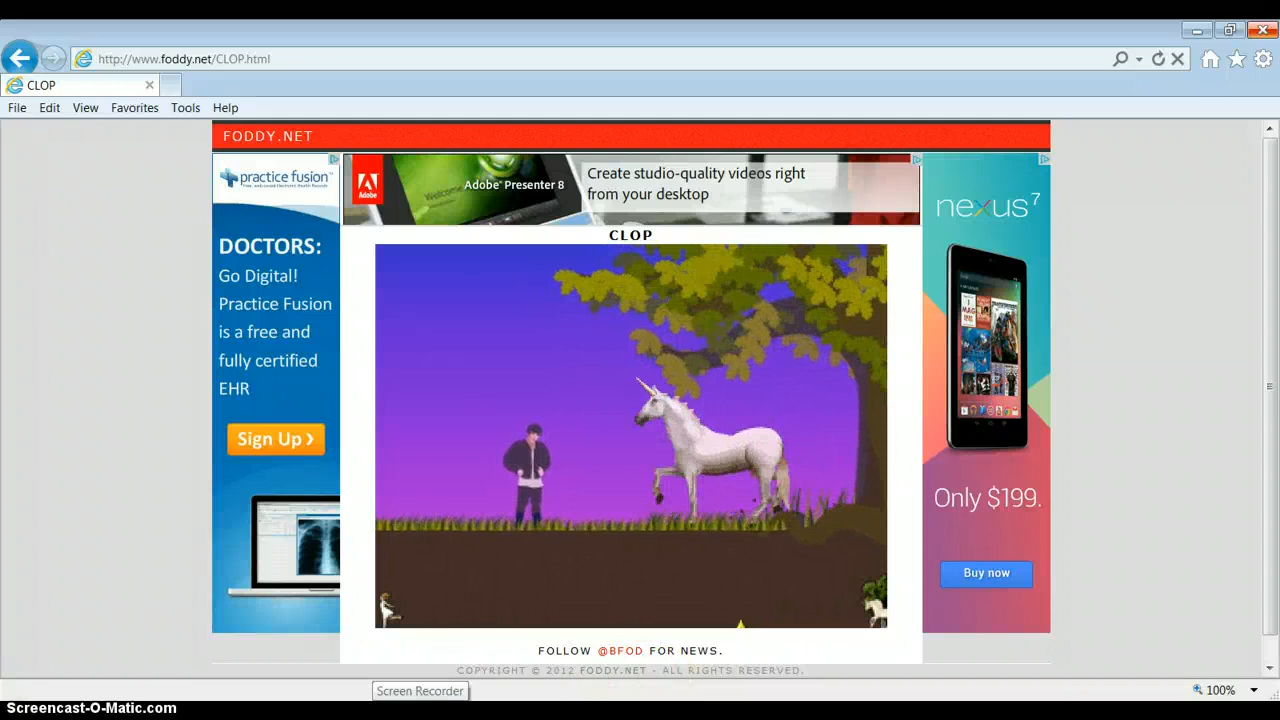 http://www.foddy.net/CLOP.html
CLOP
File Edit View Favorites Tools Help
FODDY.NET
practice fusion
DOCTORS:
Go Digital!
Practice Fusion
is a free and
fully certified
EHR
Sign Up ❯
Welcome
Adobe
Adobe® Presenter 8
Create studio-quality videos right
from your desktop
CLOP
nexus 7
Only $199.
Buy now
FOLLOW @BFOD FOR NEWS.
COPYRIGHT © 2012 FODDY.NET - ALL RIGHTS RESERVED.
Screen Recorder
100%
Screencast-O-Matic.com